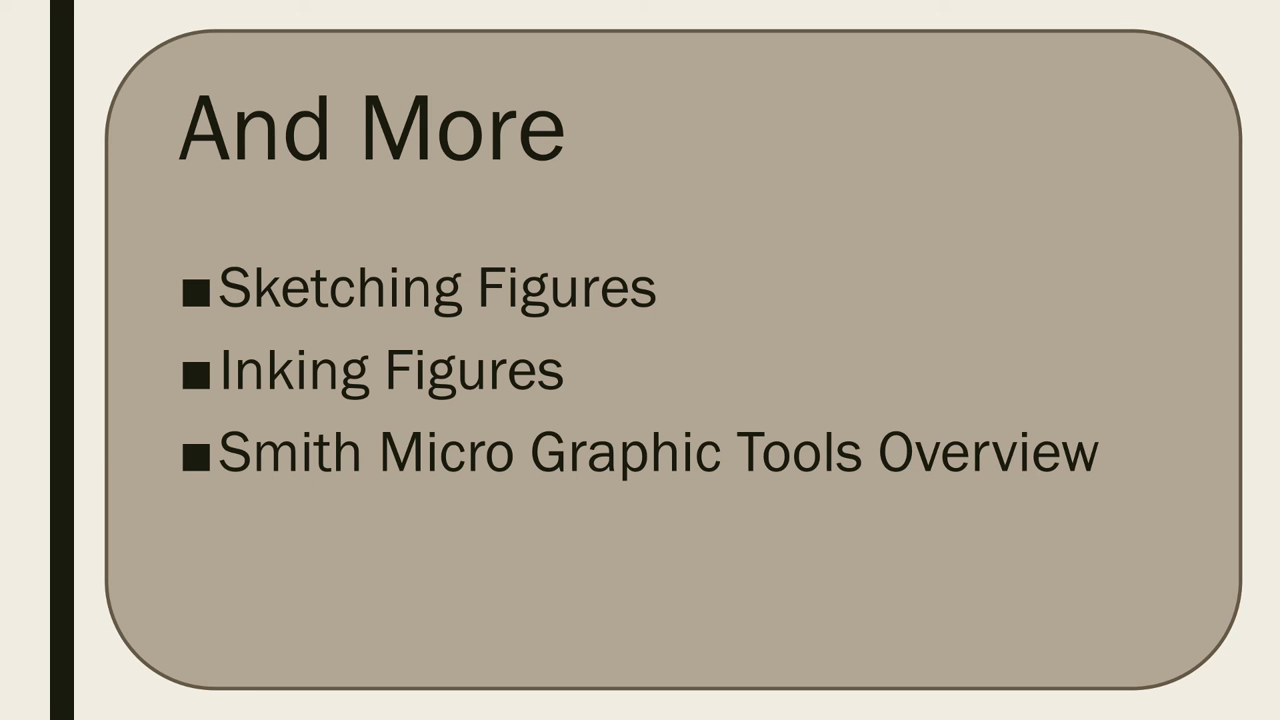 And More
■Sketching Figures
■Inking Figures
■Smith Micro Graphic Tools Overview